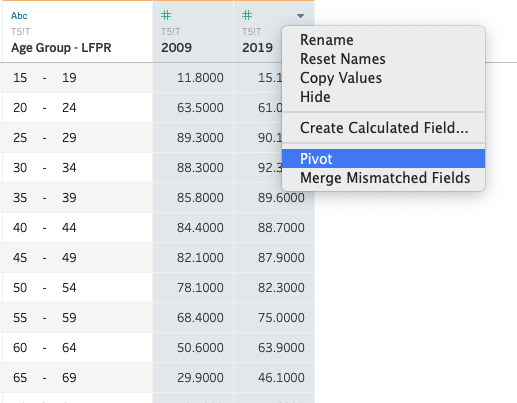 Abc # #
T5!T T5!T T5!T
Age Group - LFPR 2009 2019
Rename
Reset Names
Copy Values
Hide
Create Calculated Field...
Pivot
Merge Mismatched Fields
15 - 19 11.8000 15.1
20 - 24 63.5000 61.0
25 - 29 89.3000 90.1
30 - 34 88.3000 92.3
35 - 39 85.8000 89.6000
40 - 44 84.4000 88.7000
45 - 49 82.1000 87.9000
50 - 54 78.1000 82.3000
55 - 59 68.4000 75.0000
60 - 64 50.6000 63.9000
65 - 69 29.9000 46.1000